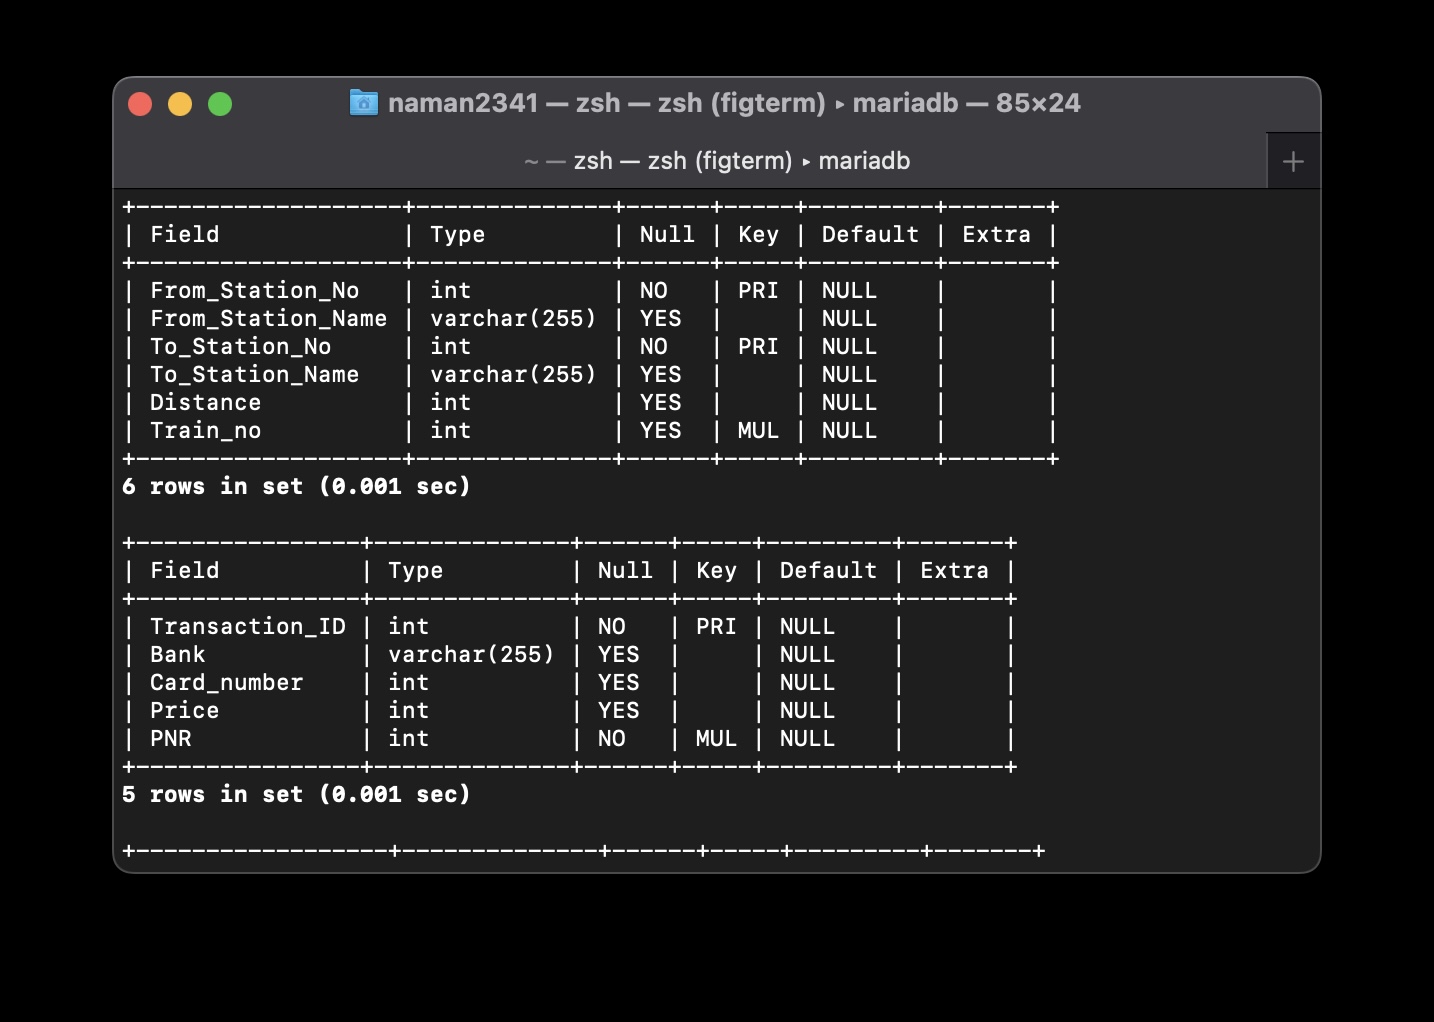 naman2341 — zsh — zsh (figterm) ▸ mariadb — 85×24
~ — zsh — zsh (figterm) ▸ mariadb
+--------------------+--------------+------+-----+---------+-------+
| Field              | Type         | Null | Key | Default | Extra |
+--------------------+--------------+------+-----+---------+-------+
| From_Station_No    | int          | NO   | PRI | NULL    |       |
| From_Station_Name  | varchar(255) | YES  |     | NULL    |       |
| To_Station_No      | int          | NO   | PRI | NULL    |       |
| To_Station_Name    | varchar(255) | YES  |     | NULL    |       |
| Distance           | int          | YES  |     | NULL    |       |
| Train_no           | int          | YES  | MUL | NULL    |       |
+--------------------+--------------+------+-----+---------+-------+
6 rows in set (0.001 sec)
+----------------+--------------+------+-----+---------+-------+
| Field          | Type         | Null | Key | Default | Extra |
+----------------+--------------+------+-----+---------+-------+
| Transaction_ID | int          | NO   | PRI | NULL    |       |
| Bank           | varchar(255) | YES  |     | NULL    |       |
| Card_number    | int          | YES  |     | NULL    |       |
| Price          | int          | YES  |     | NULL    |       |
| PNR            | int          | NO   | MUL | NULL    |       |
+----------------+--------------+------+-----+---------+-------+
5 rows in set (0.001 sec)
+------------------+--------------+------+-----+---------+-------+